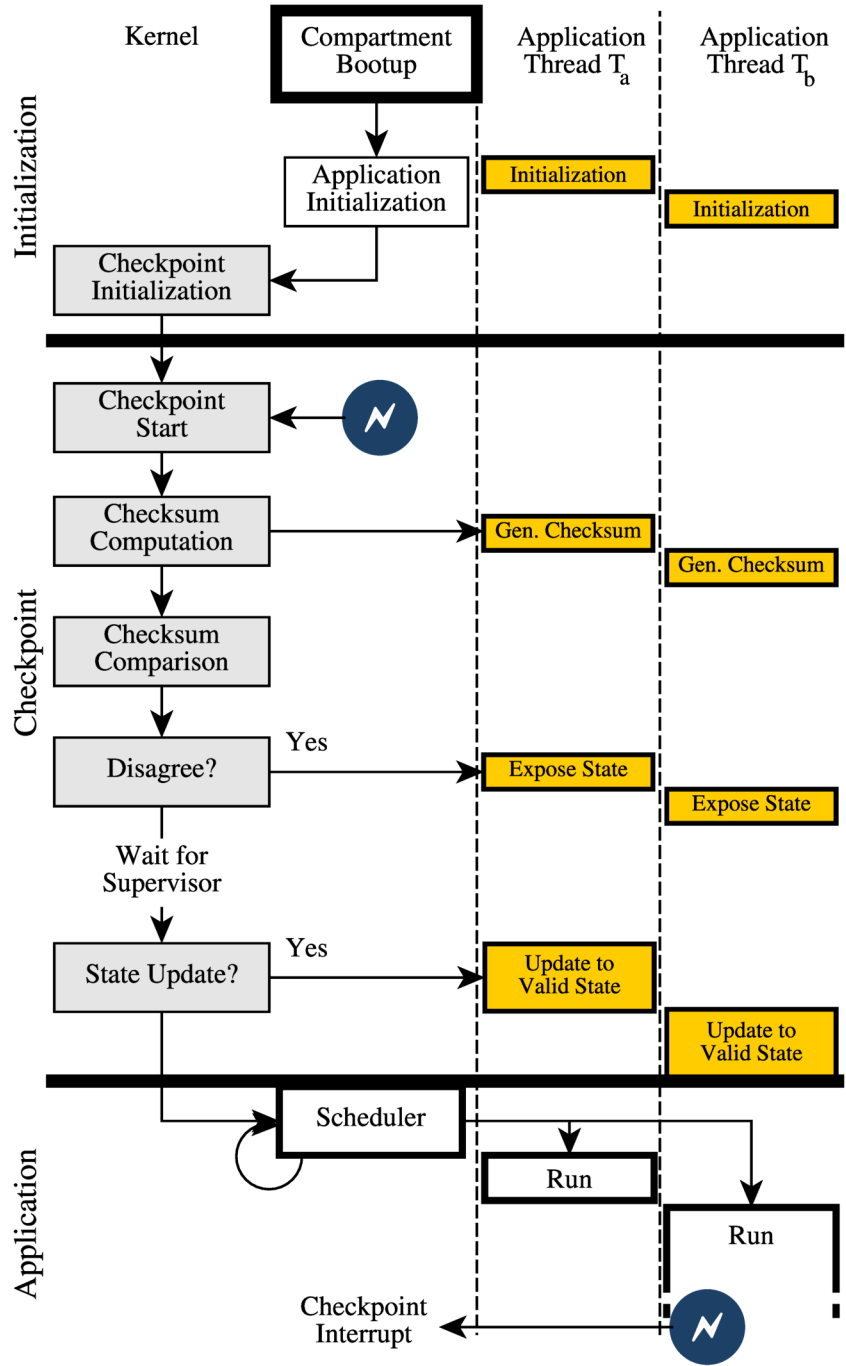 Kernel
Compartment
Bootup
Application
Thread Ta
Application
Thread Tb
Initialization
Application
Initialization
Initialization
Initialization
Checkpoint
Initialization
Checkpoint
Checkpoint
Start
Checksum
Computation
Gen. Checksum
Gen. Checksum
Checksum
Comparison
Disagree?
Yes
Expose State
Expose State
Wait for
Supervisor
State Update?
Yes
Update to
Valid State
Update to
Valid State
Application
Scheduler
Run
Run
Checkpoint
Interrupt